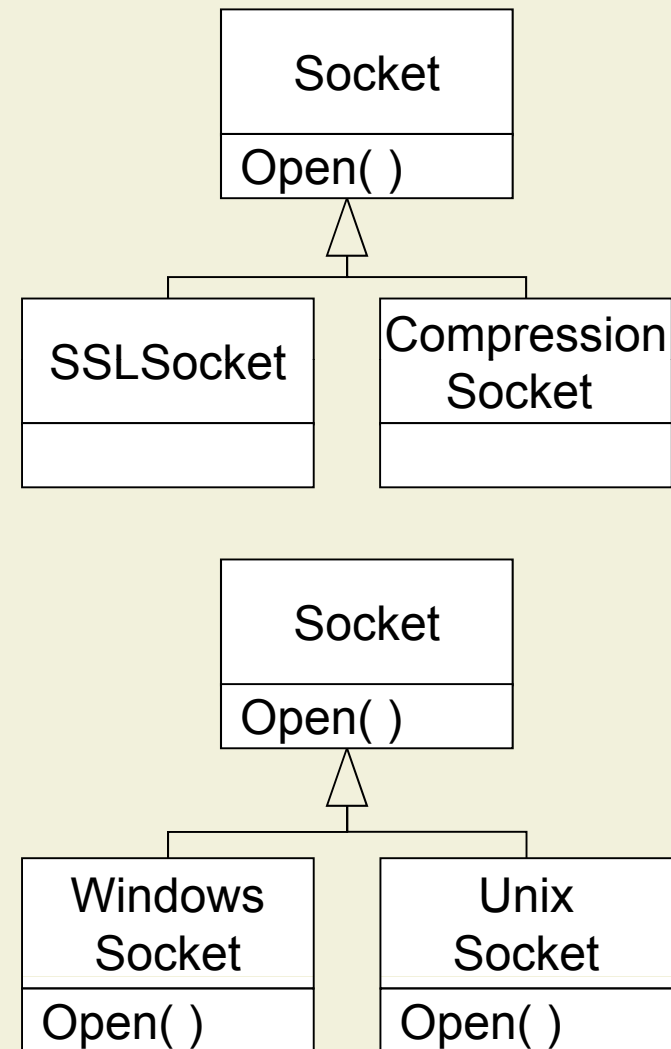 Socket
Open( )
SSLSocket
Compression
Socket
Socket
Open( )
Windows
Socket
Open( )
Unix
Socket
Open( )